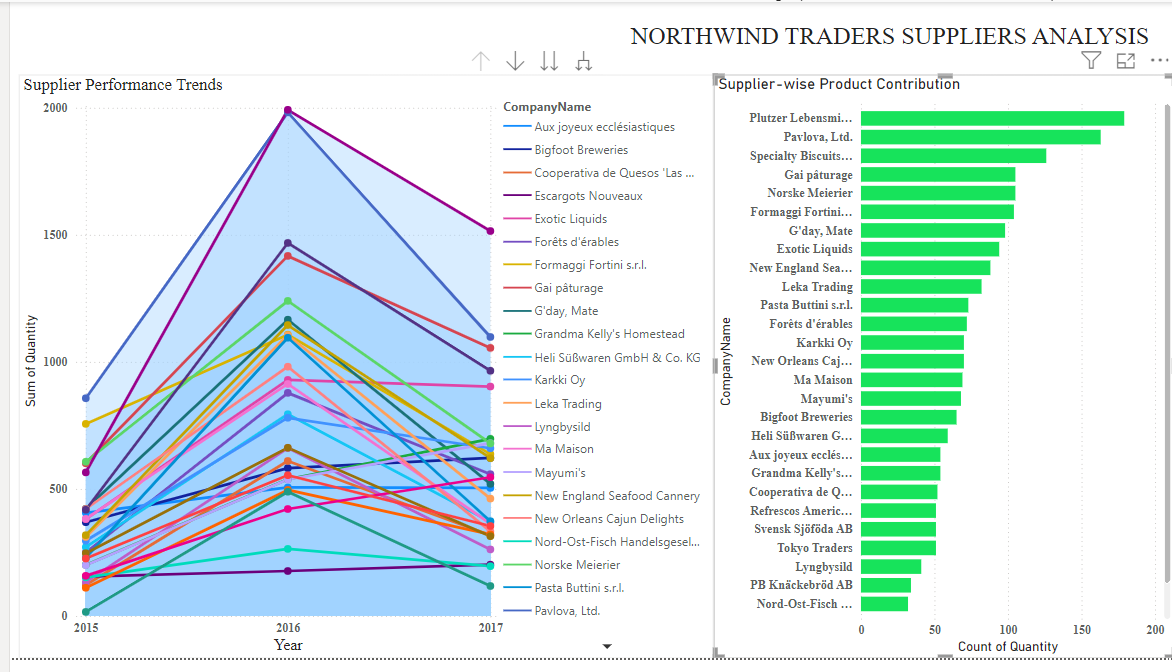 NORTHWIND TRADERS SUPPLIERS ANALYSIS
Supplier Performance Trends
2000
1500
1000
500
0
Sum of Quantity
2015
2016
2017
Year
CompanyName
Aux joyeux ecclésiastiques
Bigfoot Breweries
Cooperativa de Quesos 'Las ...
Escargots Nouveaux
Exotic Liquids
Forêts d'érables
Formaggi Fortini s.r.l.
Gai pâturage
G'day, Mate
Grandma Kelly's Homestead
Heli Süßwaren GmbH & Co. KG
Karkki Oy
Leka Trading
Lyngbysild
Ma Maison
Mayumi's
New England Seafood Cannery
New Orleans Cajun Delights
Nord-Ost-Fisch Handelsgesel...
Norske Meierier
Pasta Buttini s.r.l.
Pavlova, Ltd.
Supplier-wise Product Contribution
CompanyName
Plutzer Lebensmi...
Pavlova, Ltd.
Specialty Biscuits...
Gai pâturage
Norske Meierier
Formaggi Fortini...
G'day, Mate
Exotic Liquids
New England Sea...
Leka Trading
Pasta Buttini s.r.l.
Forêts d'érables
Karkki Oy
New Orleans Caj...
Ma Maison
Mayumi's
Bigfoot Breweries
Heli Süßwaren G...
Aux joyeux ecclés...
Grandma Kelly's...
Cooperativa de Q...
Refrescos Americ...
Svensk Sjöföda AB
Tokyo Traders
Lyngbysild
PB Knäckebröd AB
Nord-Ost-Fisch ...
0
50
100
150
200
Count of Quantity